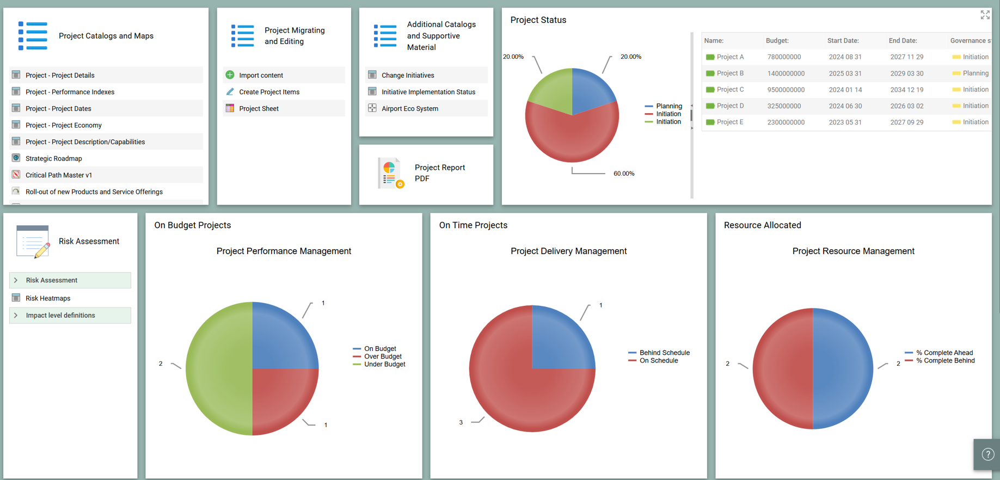 Project Catalogs and Maps
Project - Project Details
Project - Performance Indexes
Project - Project Dates
Project - Project Economy
Project - Project Description/Capabilities
Strategic Roadmap
Critical Path Master v1
Roll-out of new Products and Service Offerings
Project Migrating
and Editing
Import content
Create Project Items
Project Sheet
Additional Catalogs
and Supportive
Material
Change Initiatives
Initiative Implementation Status
Airport Eco System
Project Report
PDF
Project Status
20.00%
20.00%
60.00%
Planning
Initiation
Initiation
Name: Budget: Start Date: End Date: Governance s
Project A 780000000 2024 08 31 2027 11 29 Initiation
Project B 1400000000 2025 03 31 2029 03 30 Planning
Project C 9500000000 2024 01 14 2034 12 19 Initiation
Project D 325000000 2024 06 30 2026 03 02 Initiation
Project E 2300000000 2023 05 31 2027 09 29 Initiation
Risk Assessment
Risk Assessment
Risk Heatmaps
Impact level definitions
On Budget Projects
Project Performance Management
1
2
1
On Budget
Over Budget
Under Budget
On Time Projects
Project Delivery Management
1
3
Behind Schedule
On Schedule
Resource Allocated
Project Resource Management
2
2
% Complete Ahead
% Complete Behind
?